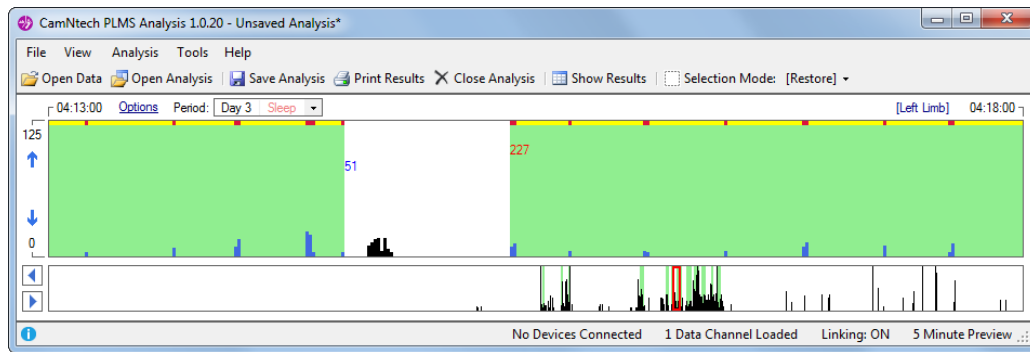 CamNtech PLMS Analysis 1.0.20 - Unsaved Analysis*
File View Analysis Tools Help
Open Data Open Analysis Save Analysis Print Results Close Analysis Show Results Selection Mode: [Restore]
04:13:00 Options Period: Day 3 Sleep [Left Limb] 04:18:00
125
227
51
0
No Devices Connected 1 Data Channel Loaded Linking: ON 5 Minute Preview